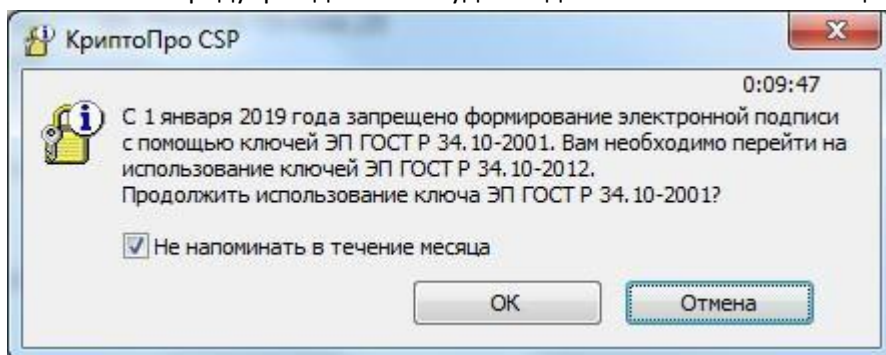 КриптоПро CSP
0:09:47
С 1 января 2019 года запрещено формирование электронной подписи
с помощью ключей ЭП ГОСТ Р 34.10-2001. Вам необходимо перейти на
использование ключей ЭП ГОСТ Р 34.10-2012.
Продолжить использование ключа ЭП ГОСТ Р 34.10-2001?
Не напоминать в течение месяца
ОК
Отмена